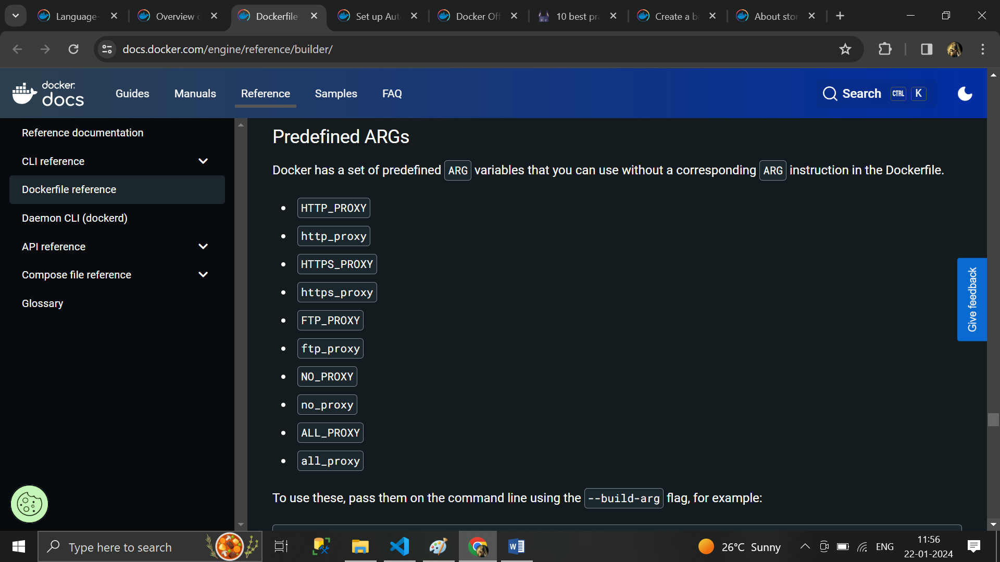 Language-
Overview c
Dockerfile
Set up Aut
Docker Off
10 best pra
Create a ba
About stor
docs.docker.com/engine/reference/builder/
docker
docs
Guides
Manuals
Reference
Samples
FAQ
Search
CTRL
K
Reference documentation
CLI reference
Dockerfile reference
Daemon CLI (dockerd)
API reference
Compose file reference
Glossary
Predefined ARGs
Docker has a set of predefined ARG variables that you can use without a corresponding ARG instruction in the Dockerfile.
HTTP_PROXY
http_proxy
HTTPS_PROXY
https_proxy
FTP_PROXY
ftp_proxy
NO_PROXY
no_proxy
ALL_PROXY
all_proxy
To use these, pass them on the command line using the --build-arg flag, for example:
Give feedback
Type here to search
26°C Sunny
ENG
11:56
22-01-2024